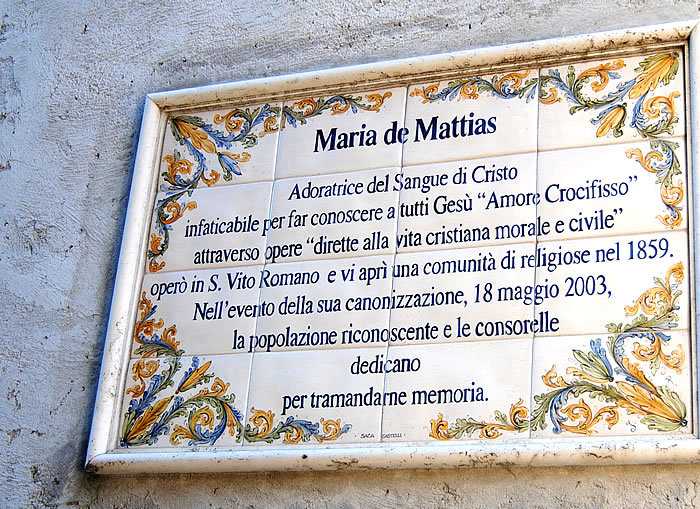 Maria de Mattias
Adoratrice del Sangue di Cristo
infaticabile per far conoscere a tutti Gesù "Amore Crocifisso"
attraverso opere "dirette alla vita cristiana morale e civile"
operò in S. Vito Romano e vi aprì una comunità di religiose nel 1859.
Nell'evento della sua canonizzazione, 18 maggio 2003,
la popolazione riconoscente e le consorelle
dedicano
per tramandarne memoria.
SACA CASTELLI